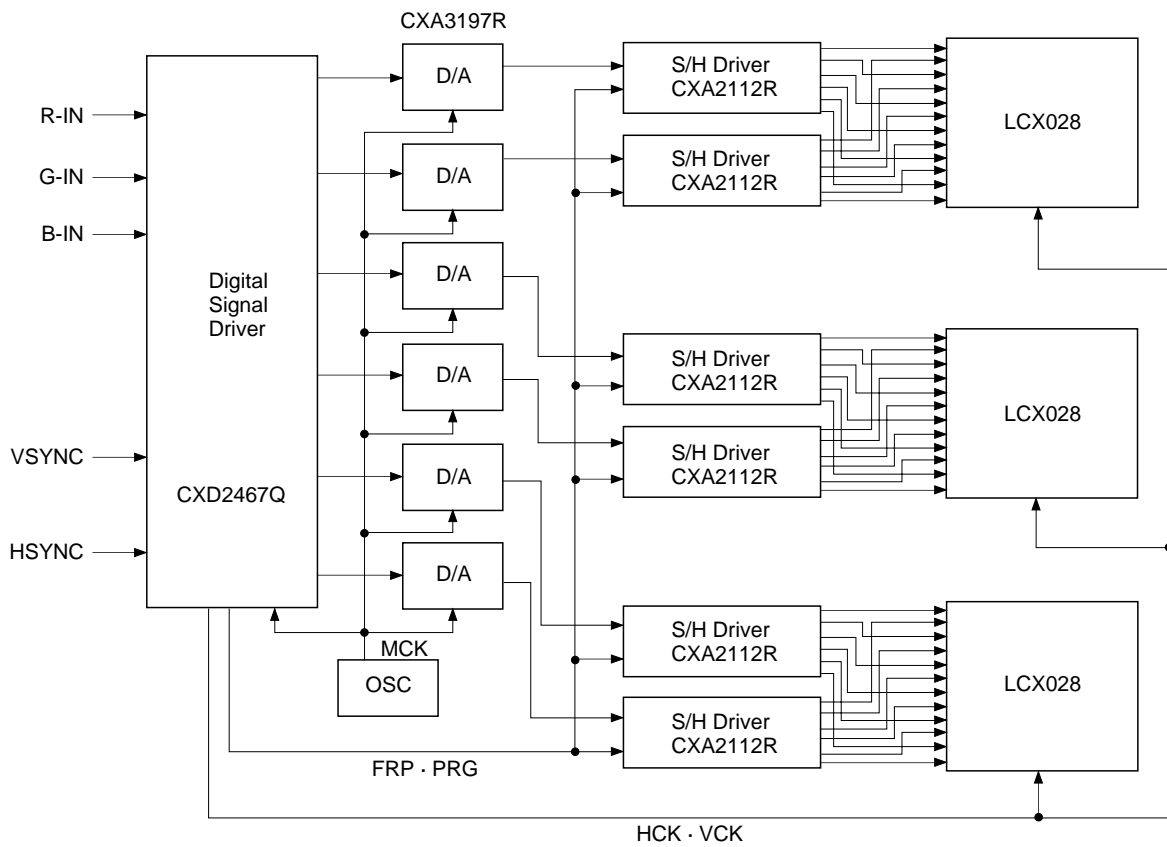 CXA3197R
D/A
S/H Driver
CXA2112R
LCX028
R-IN
G-IN
B-IN
D/A
S/H Driver
CXA2112R
Digital
Signal
Driver
D/A
S/H Driver
CXA2112R
LCX028
D/A
S/H Driver
CXA2112R
VSYNC
CXD2467Q
HSYNC
D/A
D/A
S/H Driver
CXA2112R
LCX028
MCK
OSC
S/H Driver
CXA2112R
FRP · PRG
HCK · VCK